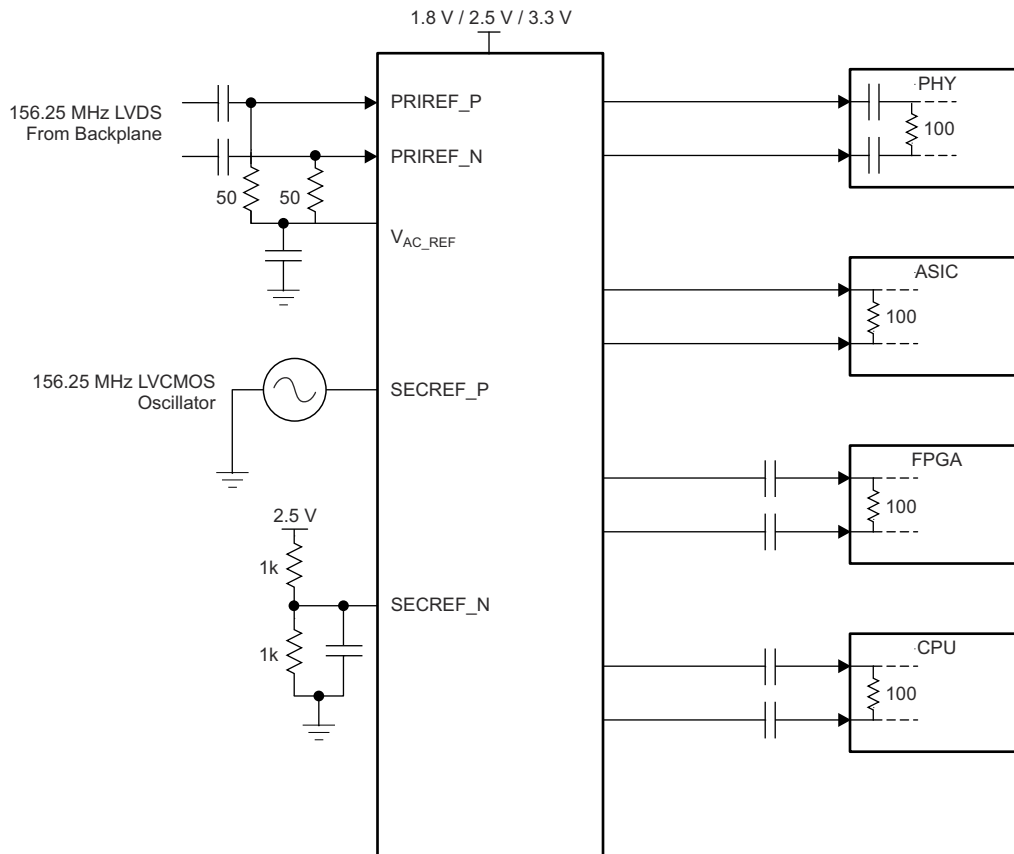 1.8 V / 2.5 V / 3.3 V
156.25 MHz LVDS
From Backplane
PRIREF_P
PRIREF_N
50
50
VAC_REF
156.25 MHz LVCMOS
Oscillator
SECREF_P
2.5 V
1k
SECREF_N
1k
PHY
100
ASIC
100
FPGA
100
CPU
100